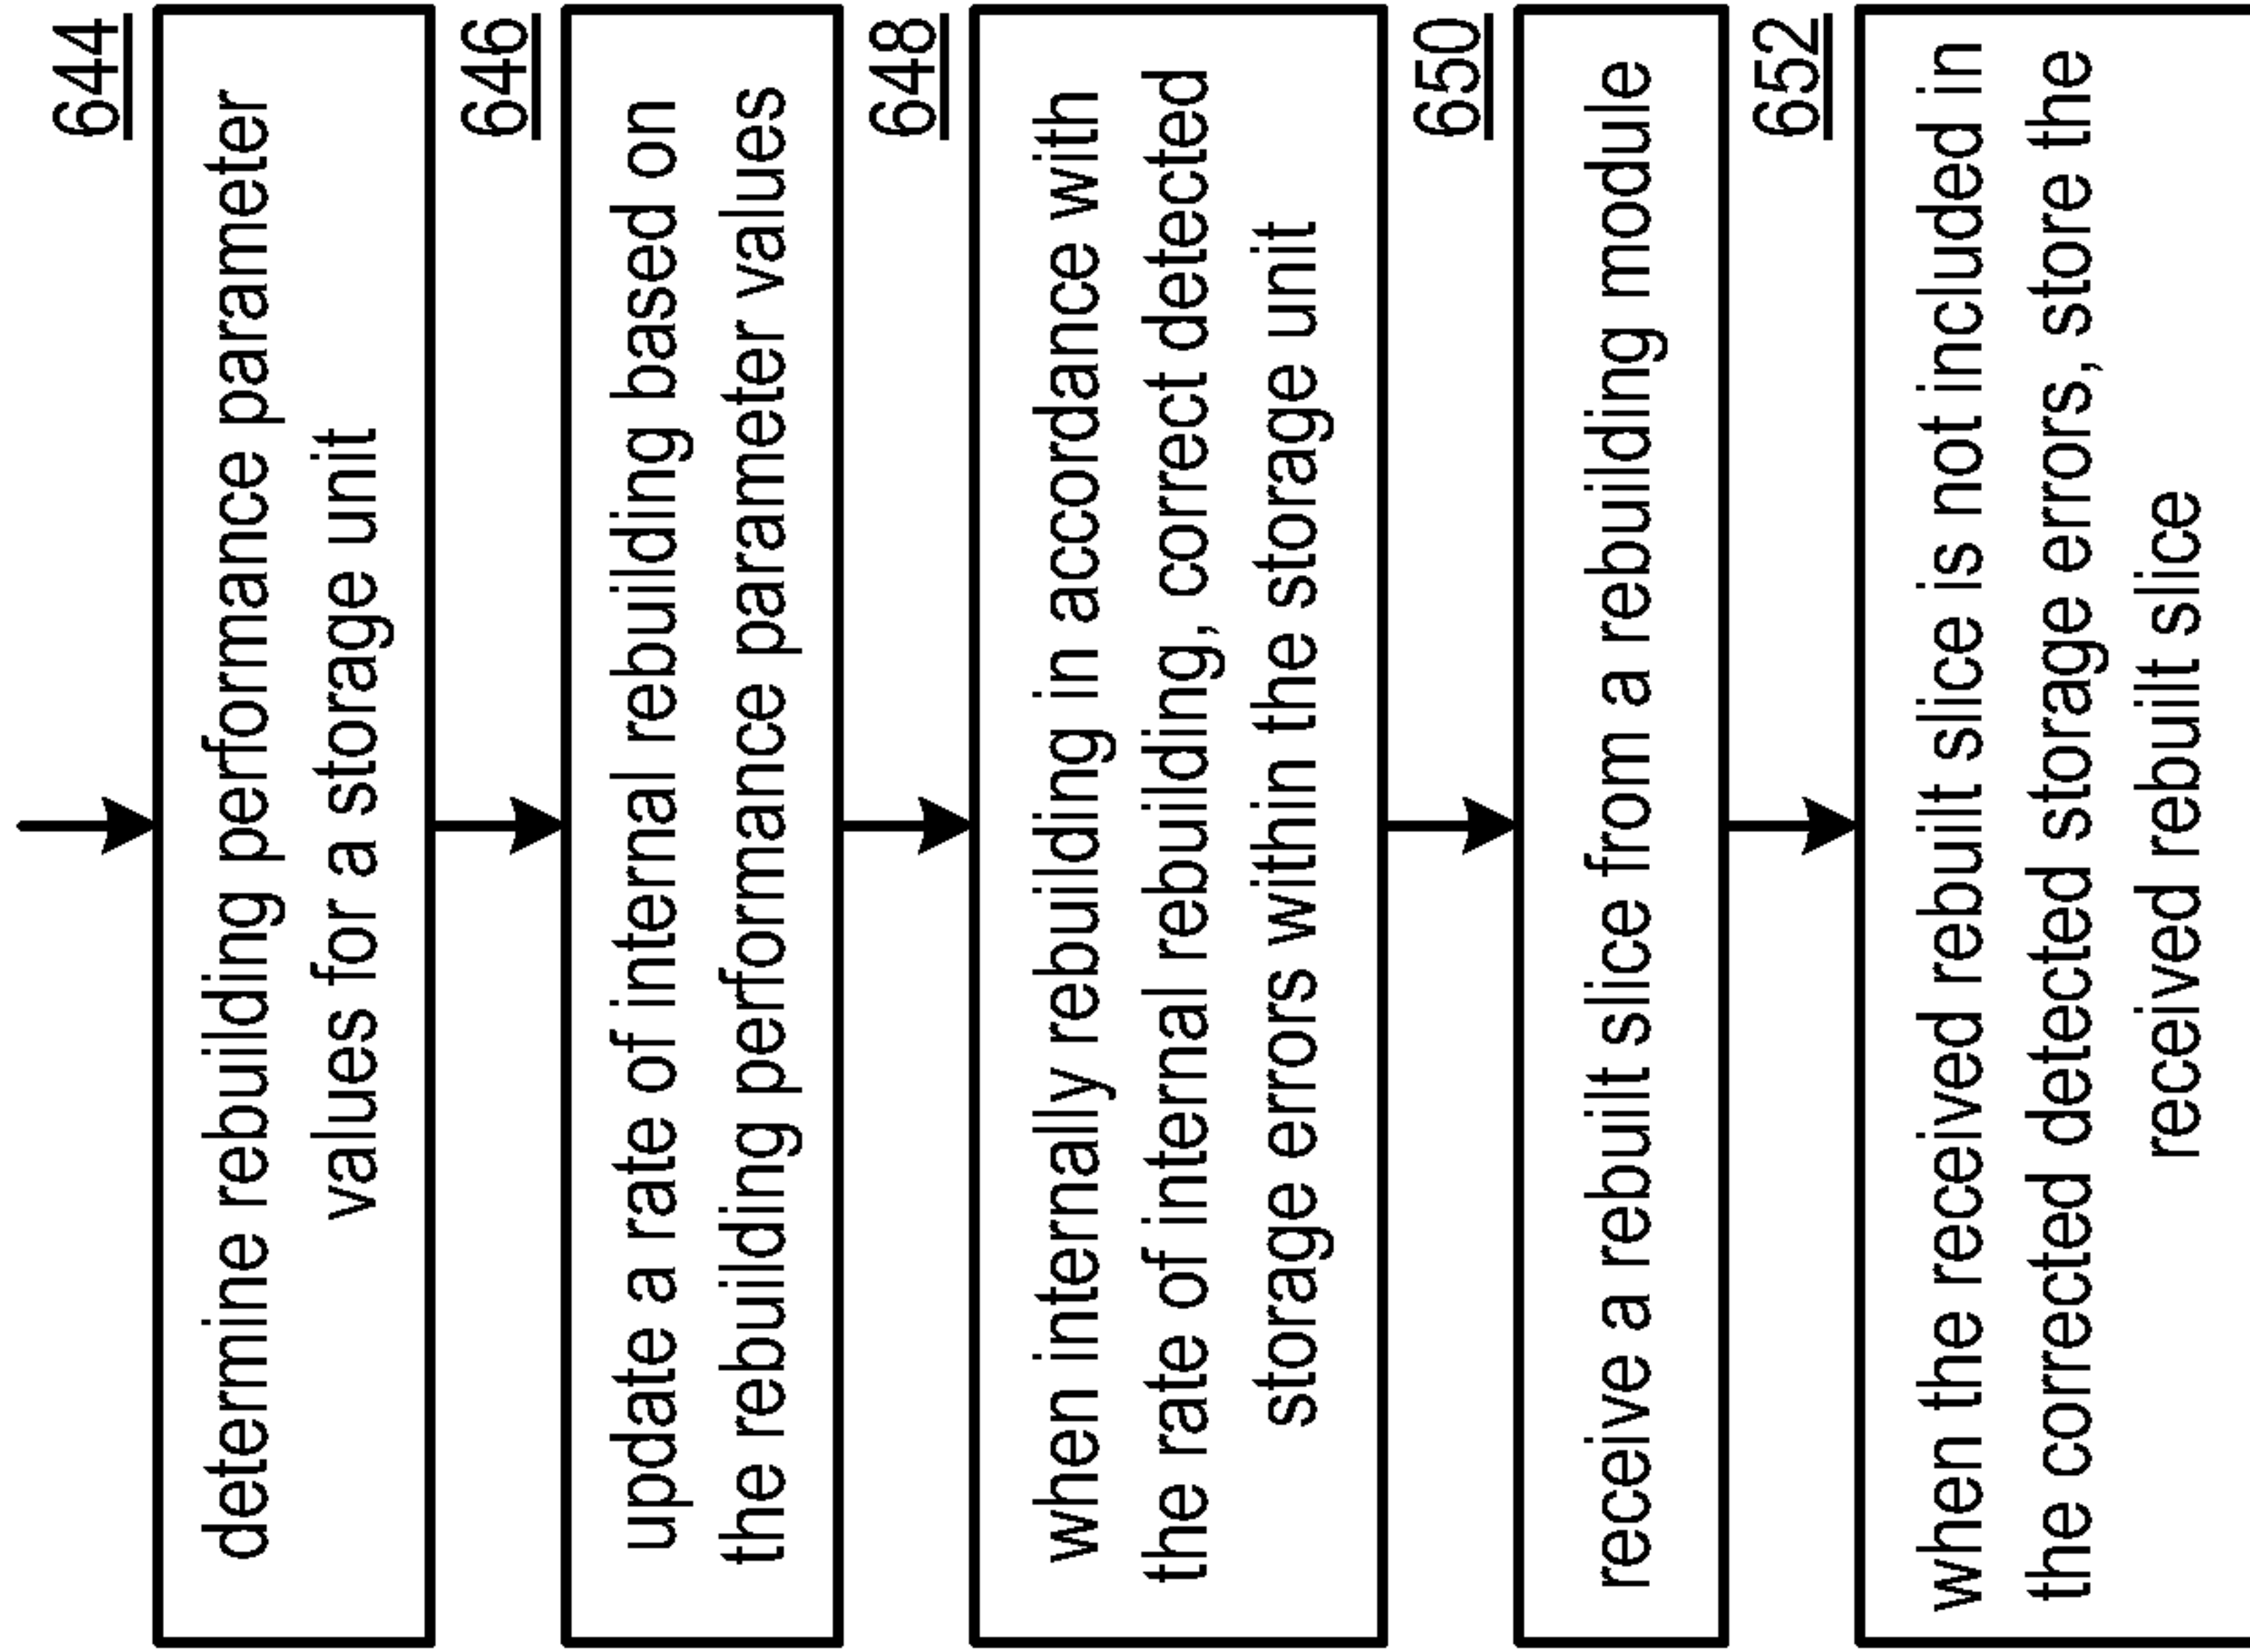 644
determine rebuilding performance parameter
values for a storage unit
646
update a rate of internal rebuilding based on
the rebuilding performance parameter values
648
when internally rebuilding in accordance with
the rate of internal rebuilding, correct detected
storage errors within the storage unit
650
receive a rebuilt slice from a rebuilding module
652
when the received rebuilt slice is not included in
the corrected detected storage errors, store the
received rebuilt slice